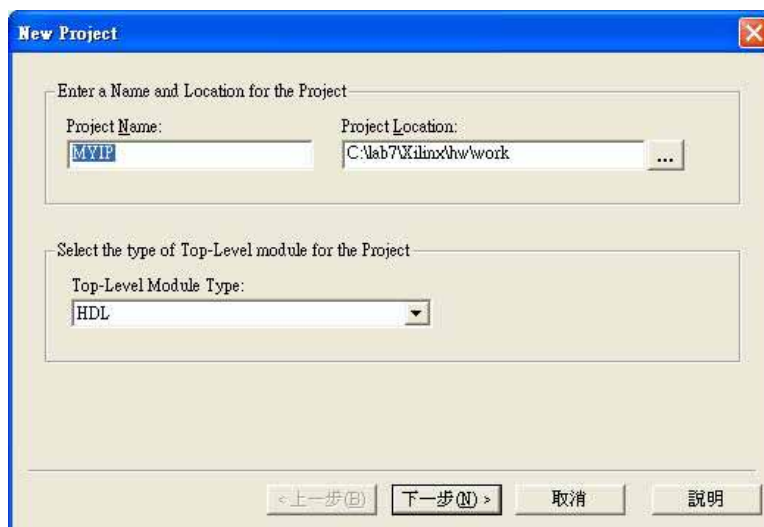 New Project
Enter a Name and Location for the Project
Project Name:
Project Location:
MYIP
C:\lab7\Xilinx\hw\work
...
Select the type of Top-Level module for the Project
Top-Level Module Type:
HDL
<上一步(B)
下一步(N) >
取消
說明